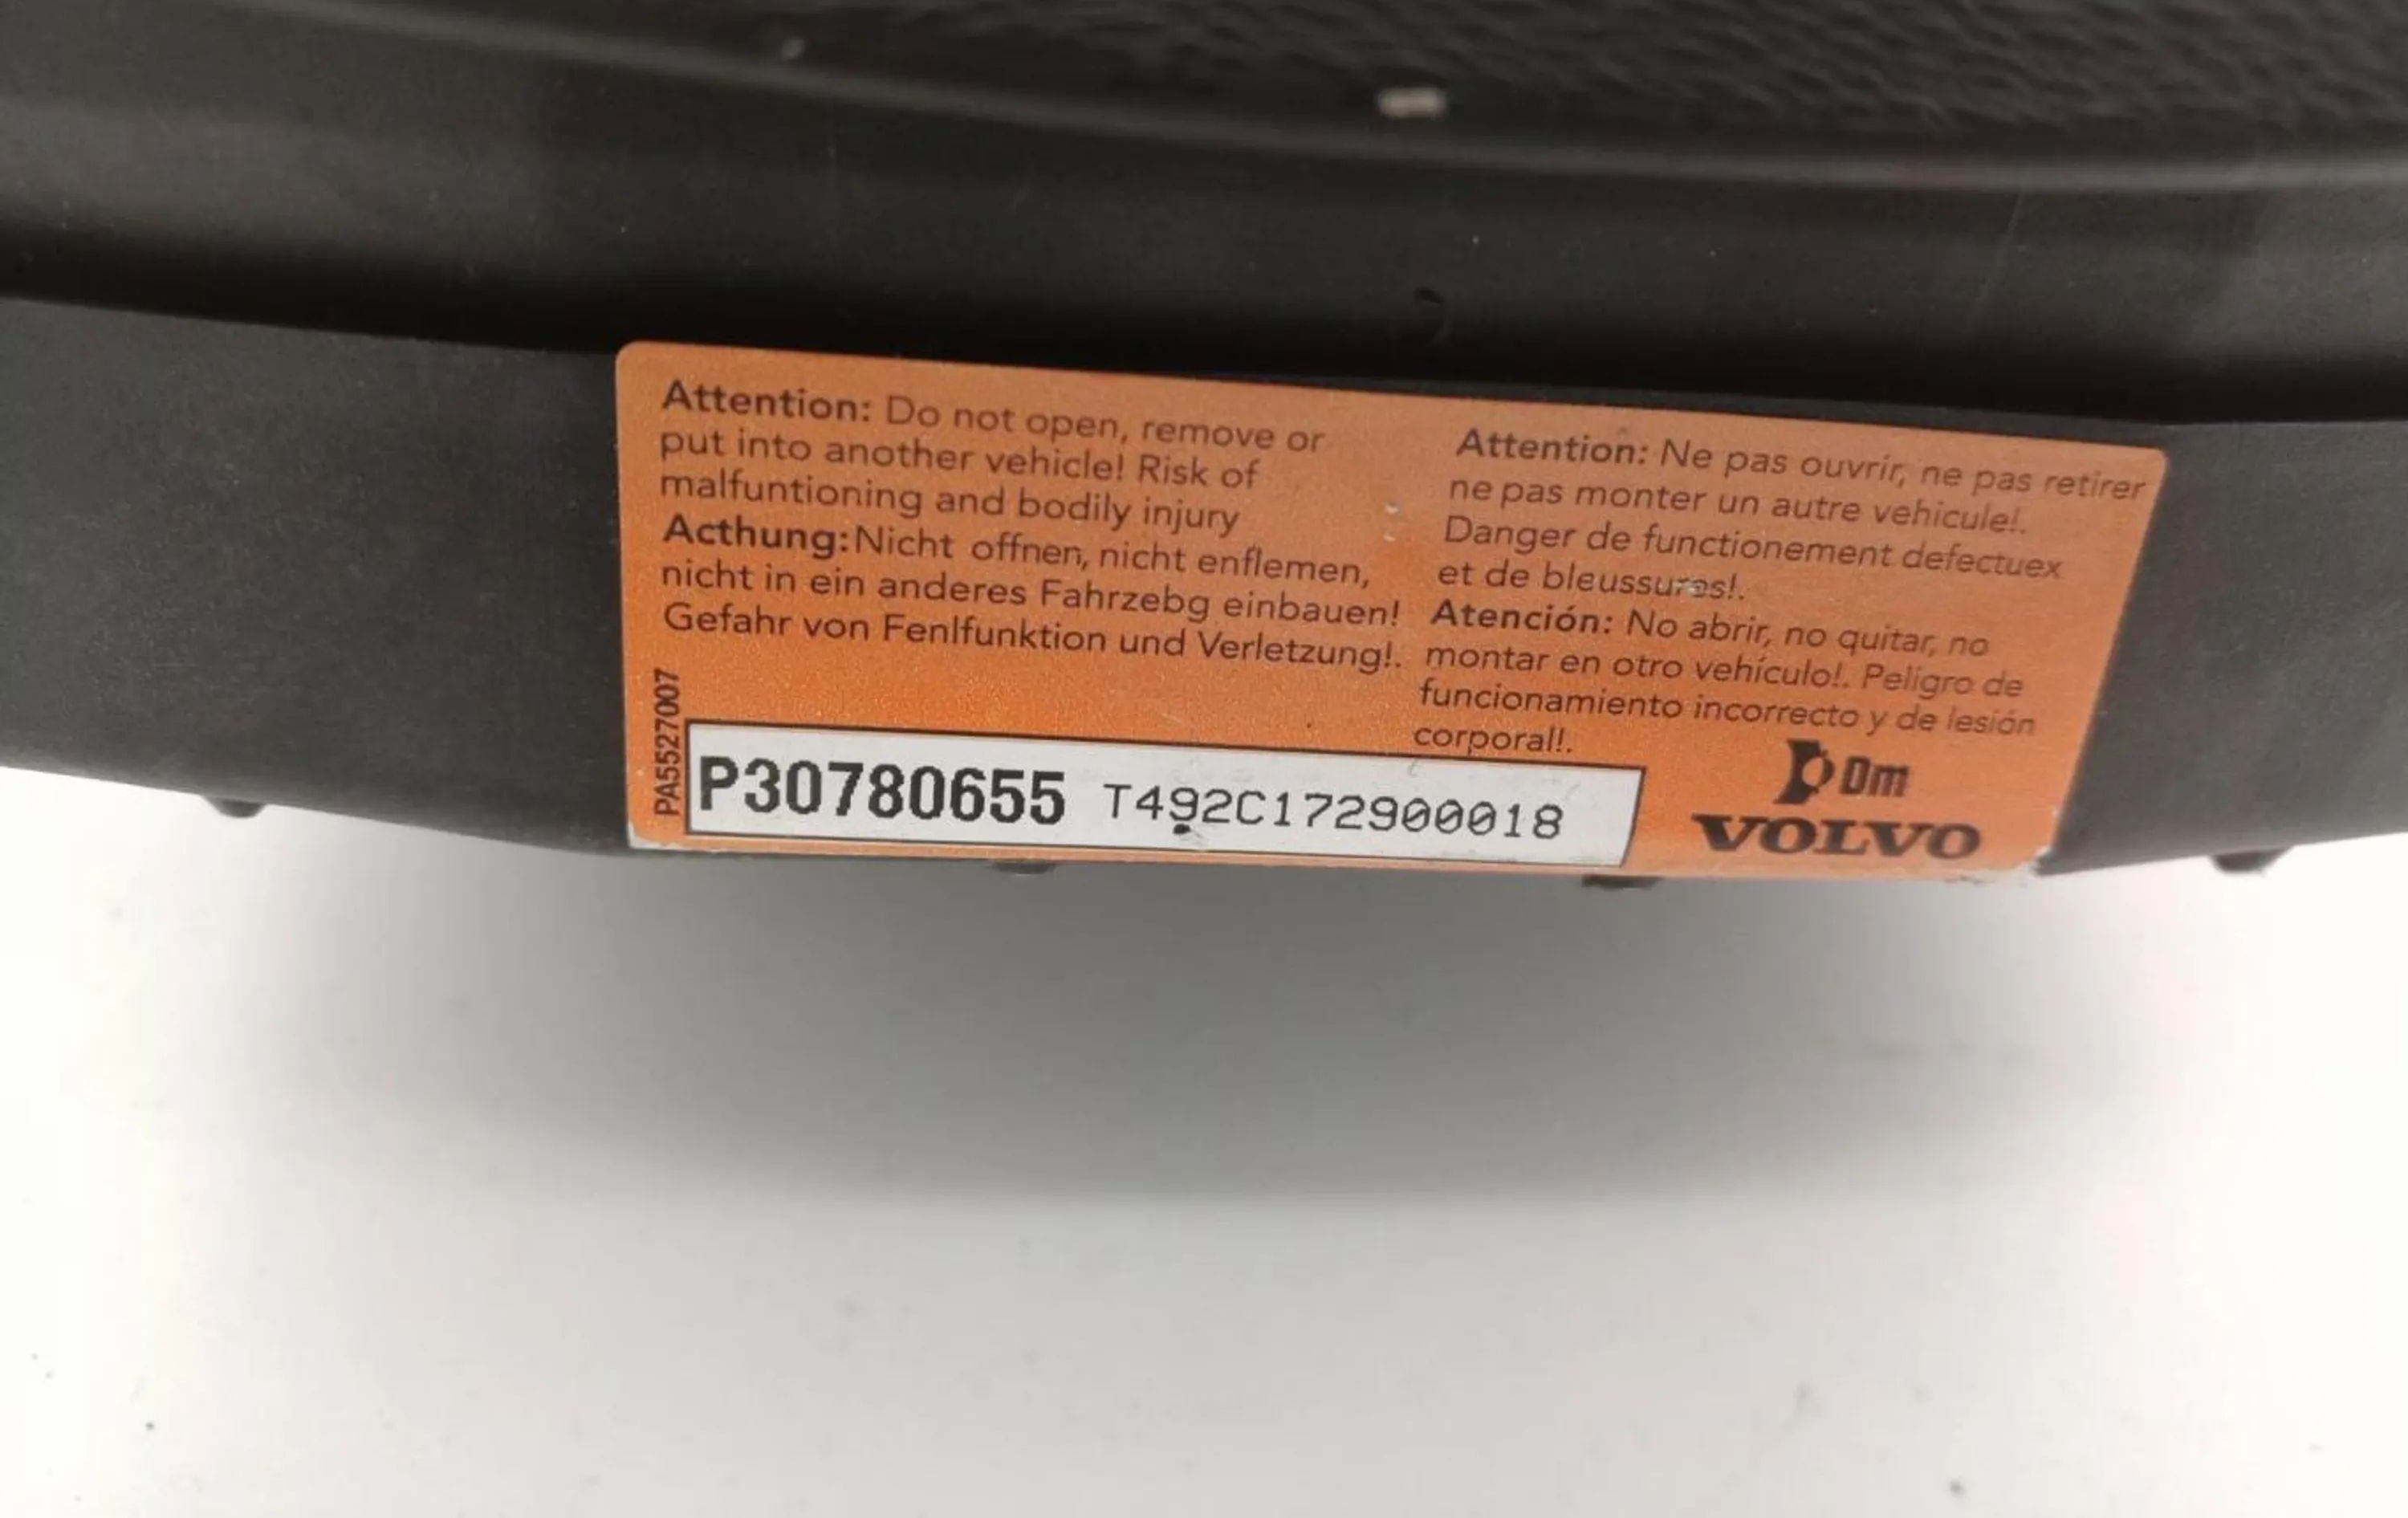 Attention: Do not open, remove or
put into another vehicle! Risk of
malfuntioning and bodily injury
Acthung:Nicht offnen, nicht enflemen,
nicht in ein anderes Fahrzebg einbauen!
Gefahr von Fenlfunktion und Verletzung!.
Attention: Ne pas ouvrir, ne pas retirer
ne pas monter un autre vehicule!.
Danger de functionement defectuex
et de bleussures!.
Atención: No abrir, no quitar, no
montar en otro vehículo!. Peligro de
funcionamiento incorrecto y de lesión
corporal!.
PA5527007
P30780655 T492C172900018
Dm
VOLVO